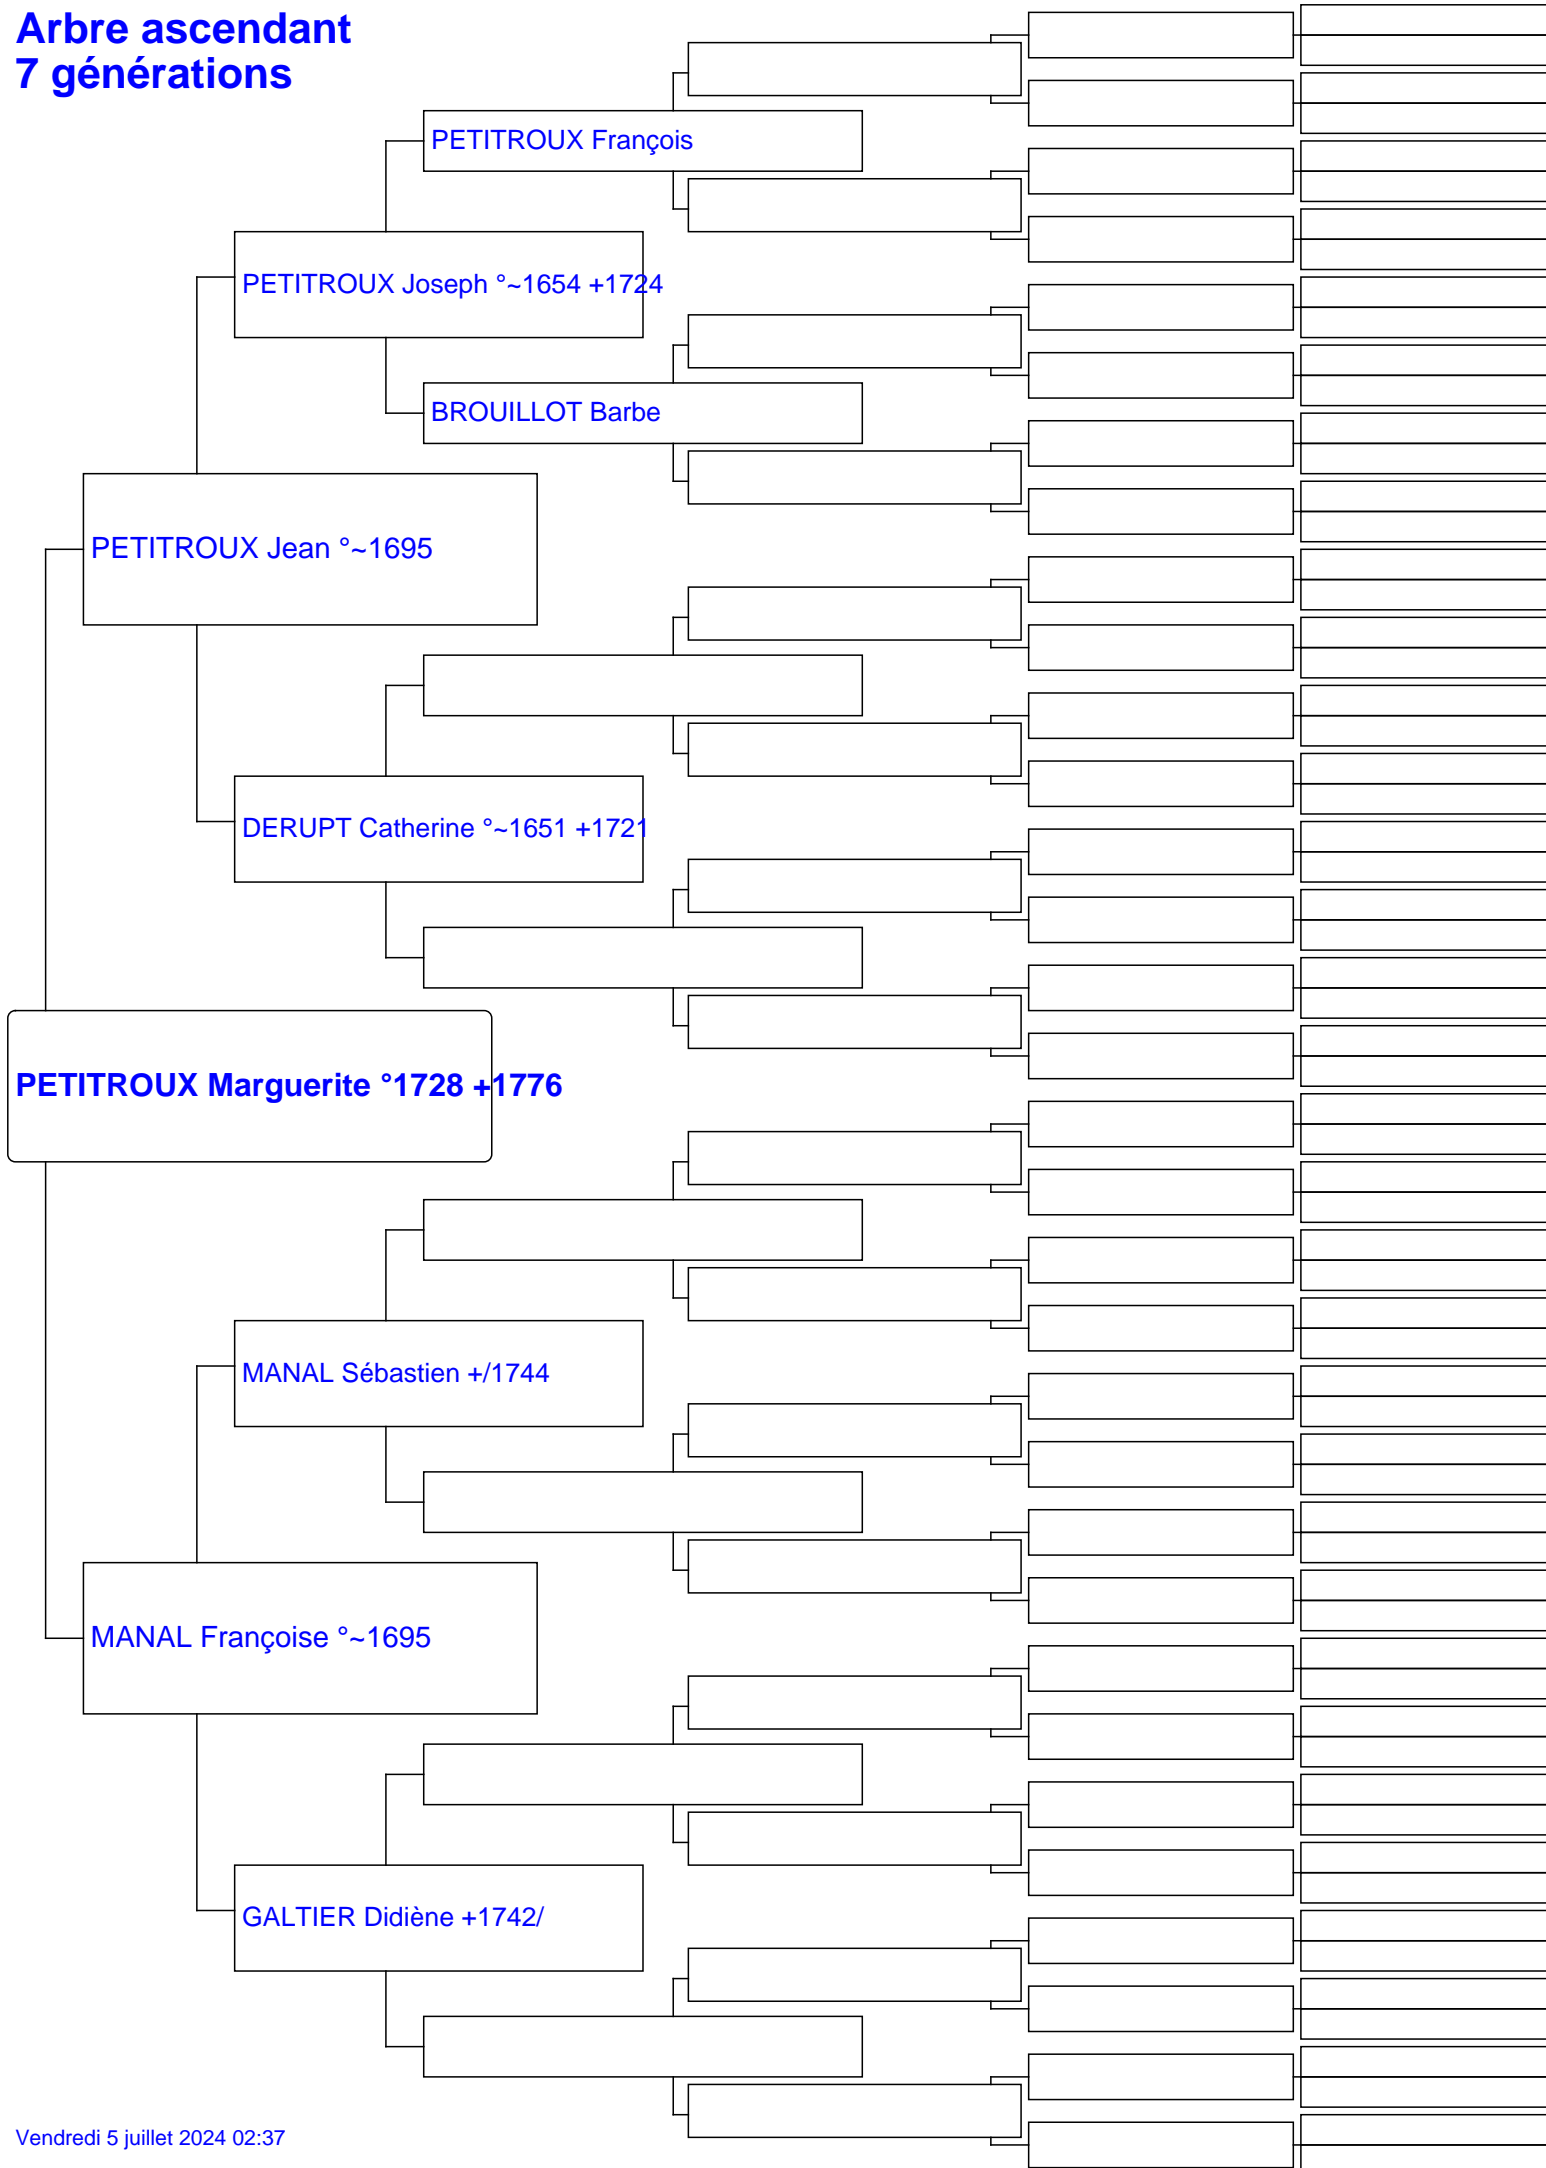 Arbre ascendant
7 générations
PETITROUX François
PETITROUX Joseph °~1654 +1724
BROUILLOT Barbe
PETITROUX Jean °~1695
DERUPT Catherine °~1651 +1721
PETITROUX Marguerite °1728 +1776
MANAL Sébastien +/1744
MANAL Françoise °~1695
GALTIER Didiène +1742/
Vendredi 5 juillet 2024 02:37